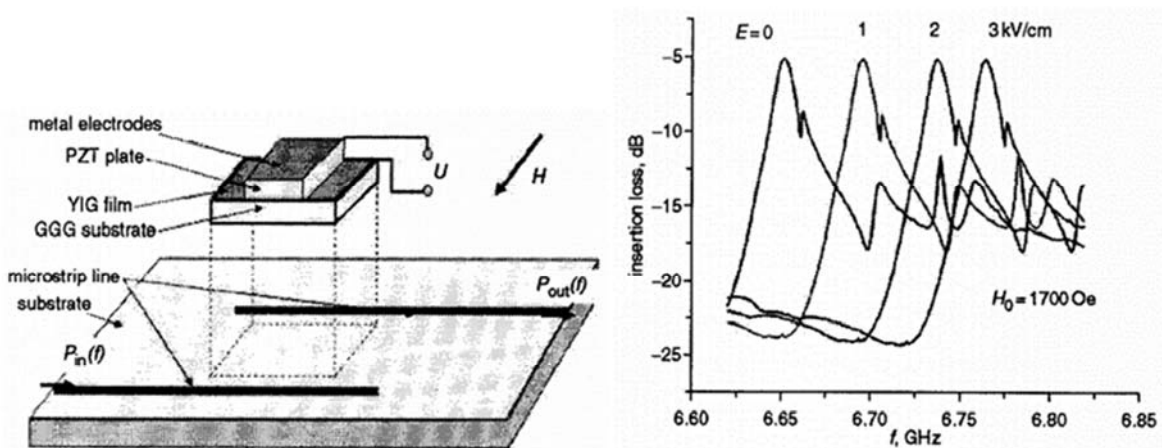 metal electrodes
PZT plate
YIG film
GGG substrate
microstrip line
substrate
U
H
P_in(f)
P_out(f)
E = 0 1 2 3 kV/cm
insertion loss, dB
−5
−10
−15
−20
−25
H_0 = 1700 Oe
6.60 6.65 6.70 6.75 6.80 6.85
f, GHz